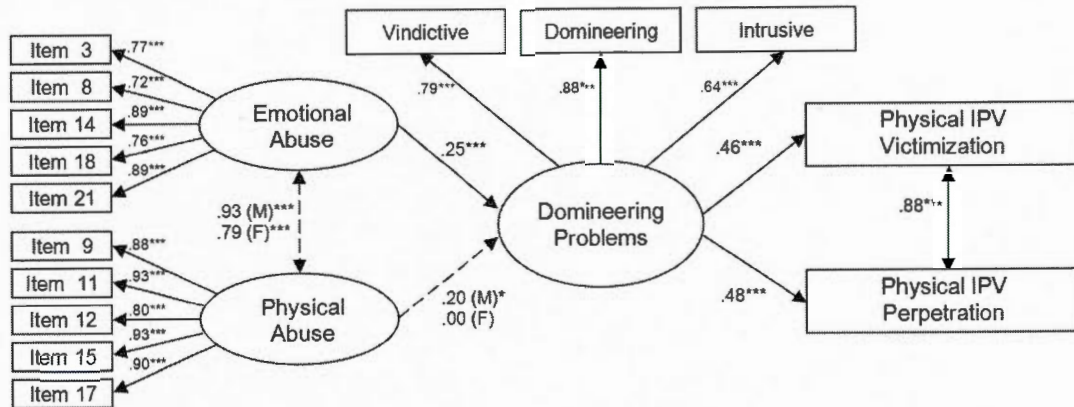 Vindictive
Domineering
Intrusive
Item 3
.77***
Item 8
.72***
Item 14
.89***
Item 18
.76***
Item 21
.89***
Emotional
Abuse
.79***
.88***
.64***
.25***
.93 (M)***
.79 (F)***
Domineering
Problems
.46***
Physical IPV
Victimization
.88***
.48***
Physical IPV
Perpetration
Item 9
.88***
Item 11
.93***
Item 12
.80***
Item 15
.93***
Item 17
.90***
Physical
Abuse
.20 (M)*
.00 (F)